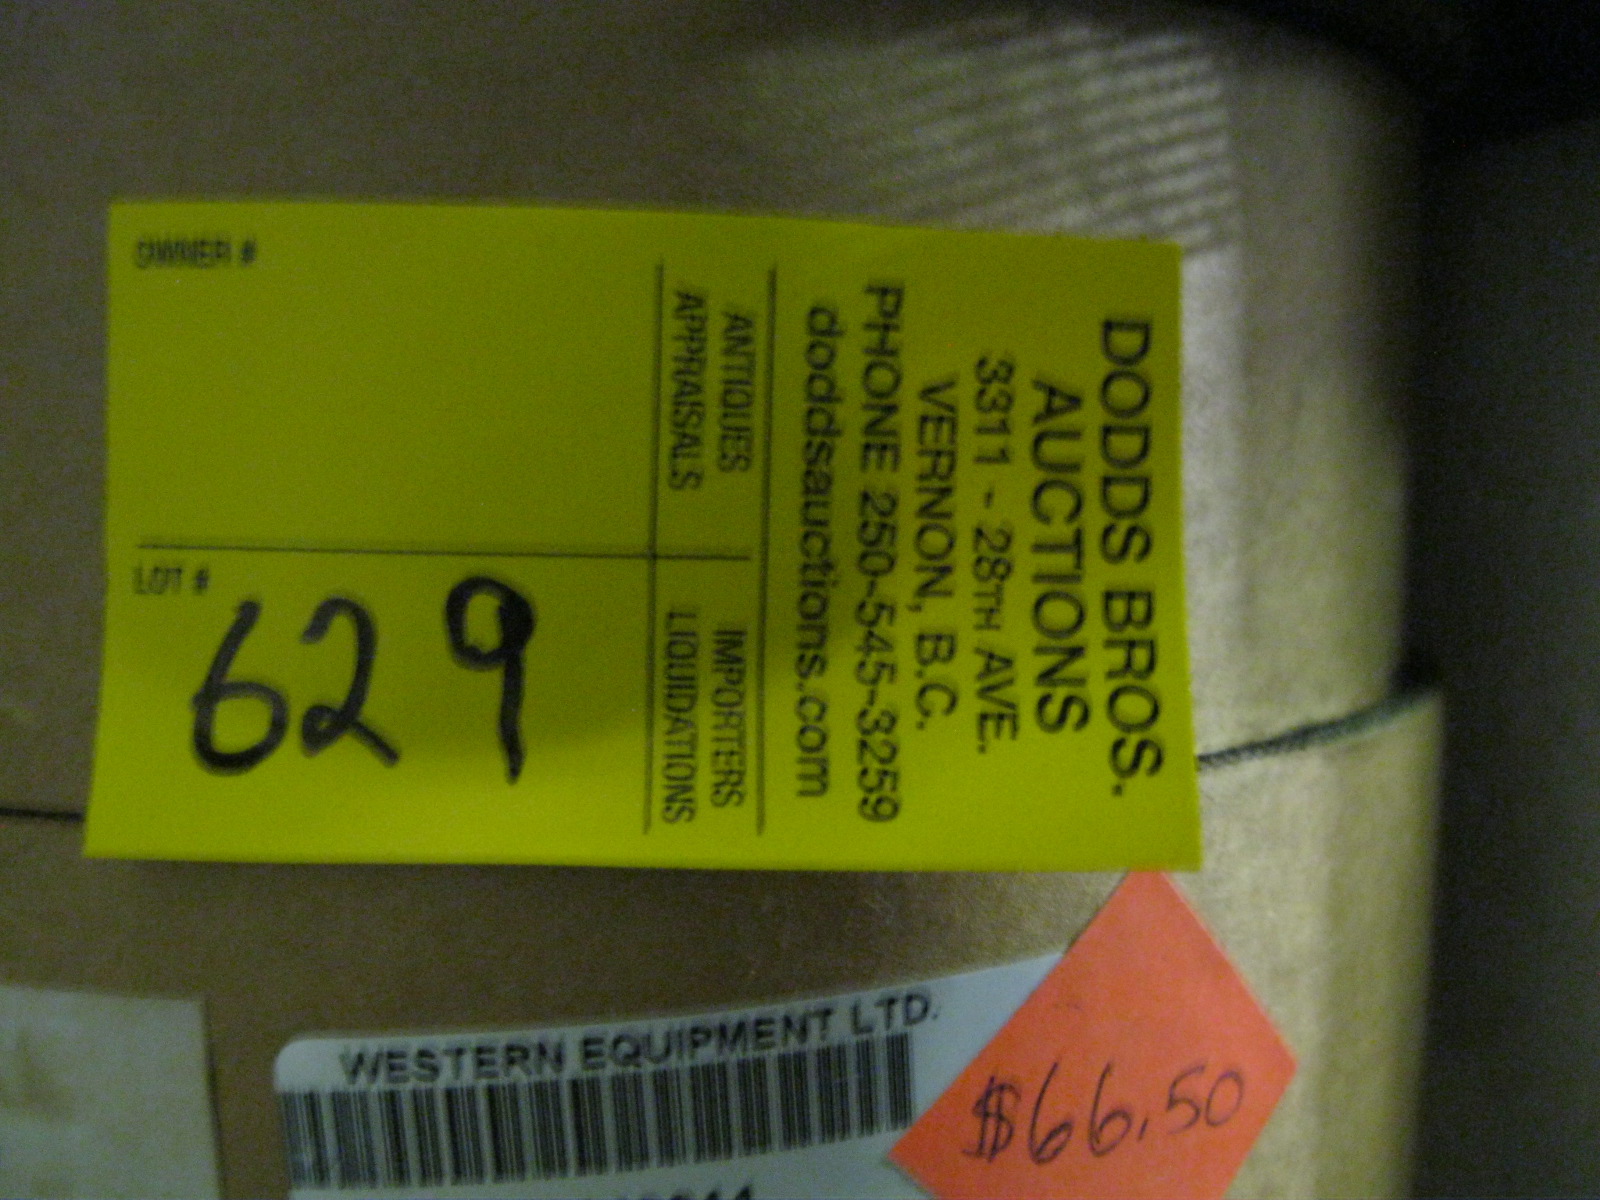 DODDS BROS.
AUCTIONS
3311 - 28TH AVE.
VERNON, B.C.
PHONE 250-545-3259
doddsauctions.com
ANTIQUES
APPRAISALS
IMPORTERS
LIQUIDATIONS
OWNER #
LOT #
629
WESTERN EQUIPMENT LTD.
$66.50